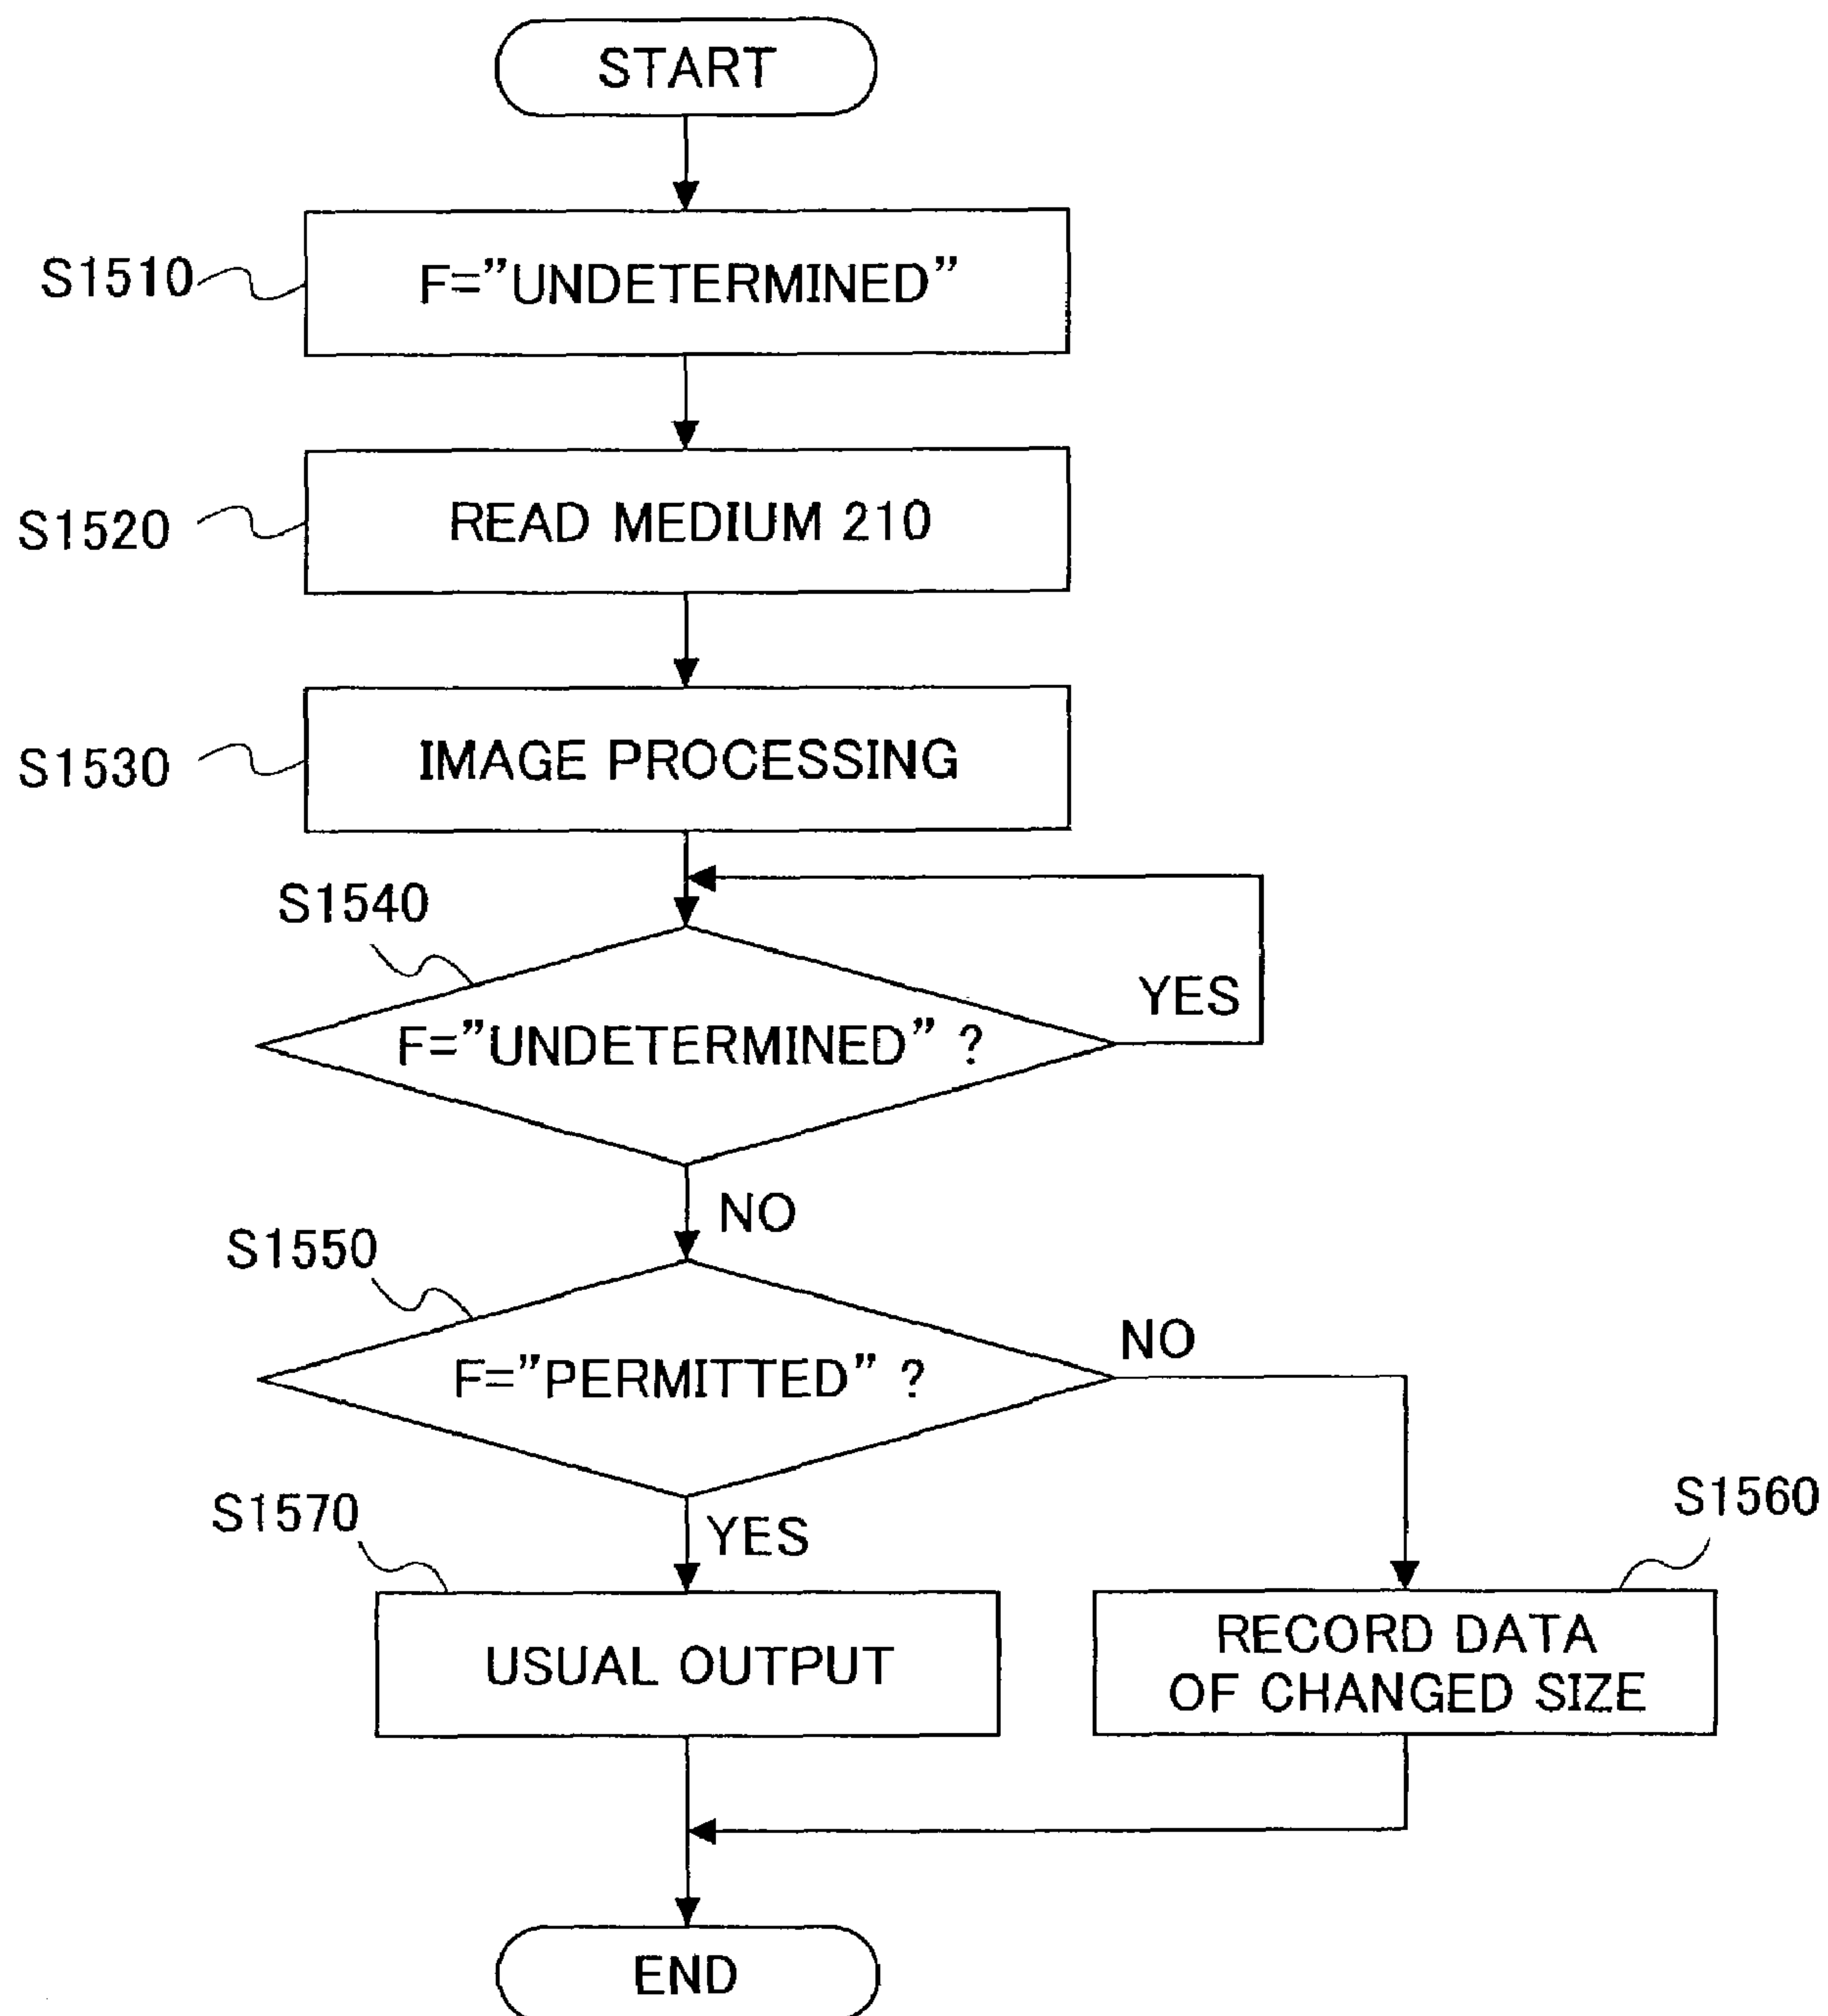 START
S1510
F=”UNDETERMINED”
S1520
READ MEDIUM 210
S1530
IMAGE PROCESSING
S1540
YES
F=”UNDETERMINED” ?
NO
S1550
NO
F=”PERMITTED” ?
S1570
YES
S1560
USUAL OUTPUT
RECORD DATA
OF CHANGED SIZE
END